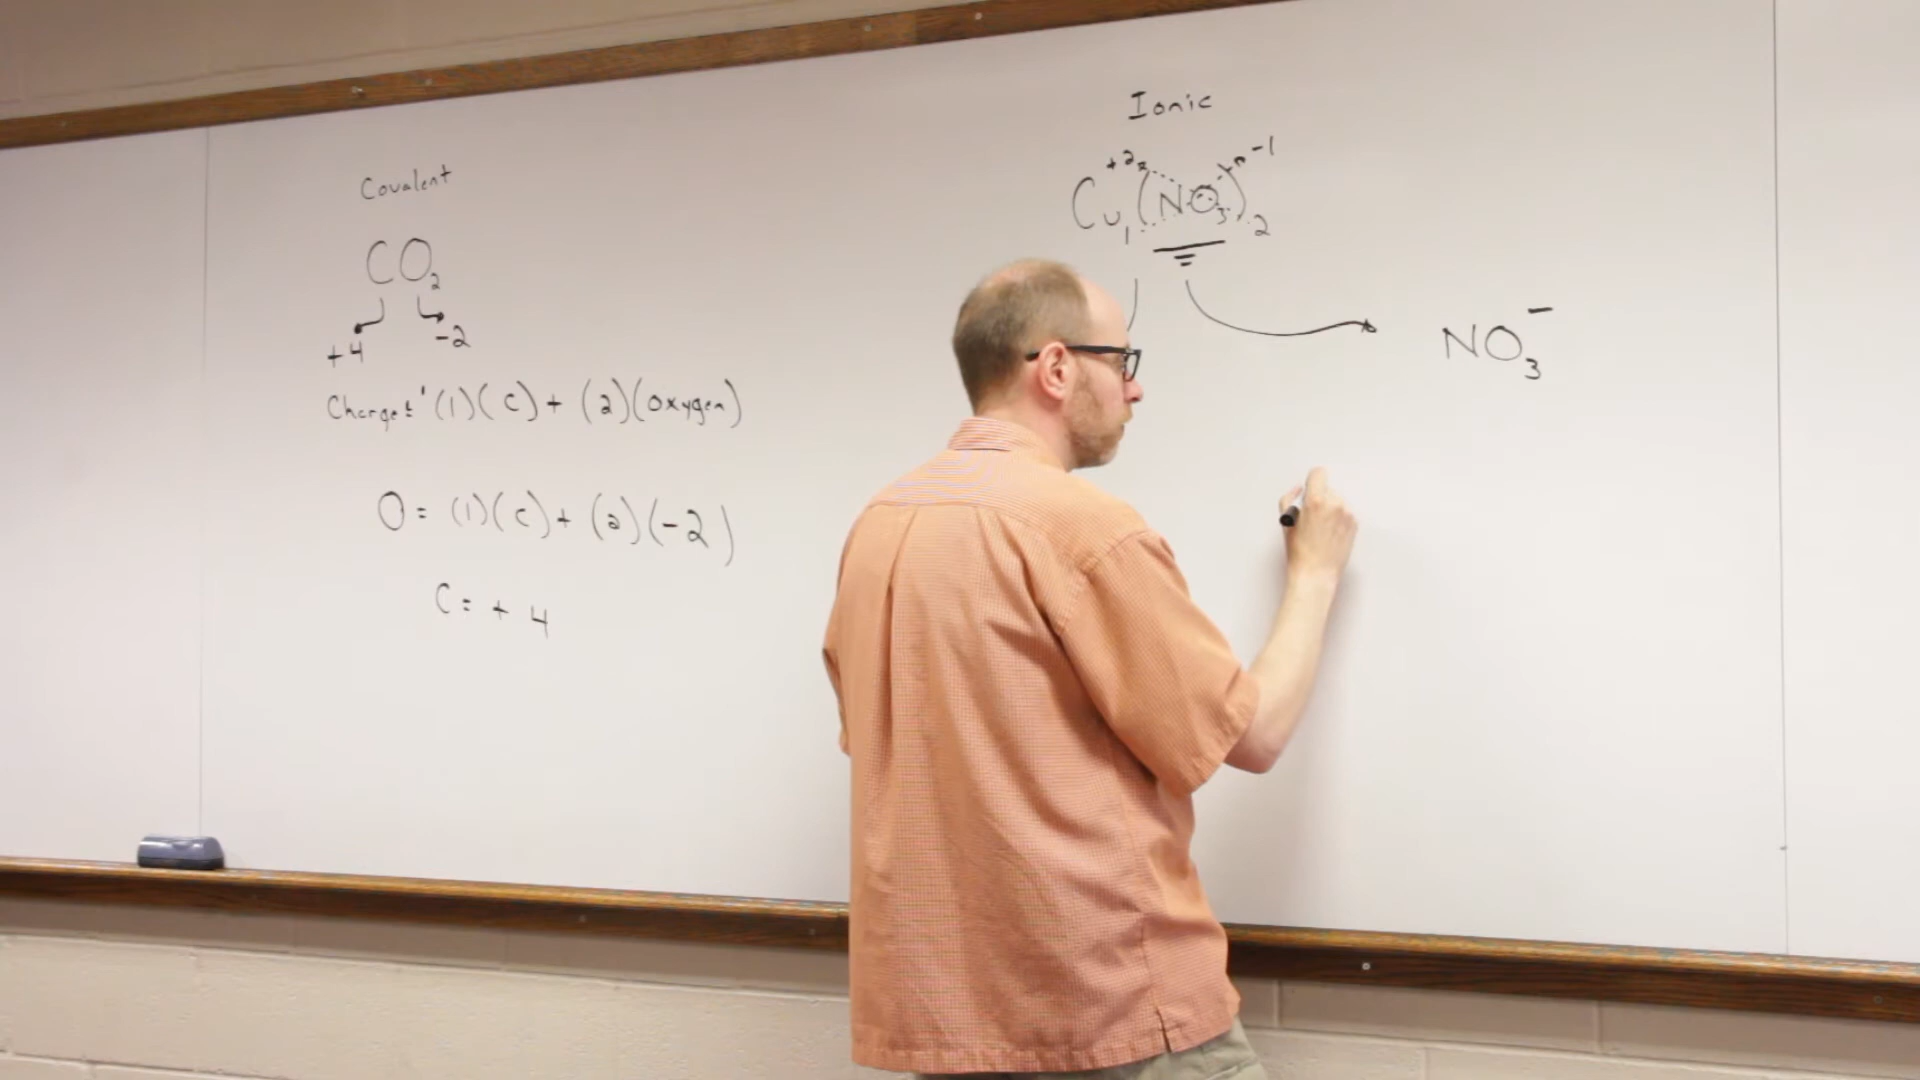 Covalent
CO₂
+4 -2
Charge: (1)(C) + (2)(oxygen)
0 = (1)(C) + (2)(-2)
C = + 4
Ionic
+2 -1
Cu₁(NO₃)₂
NO₃⁻